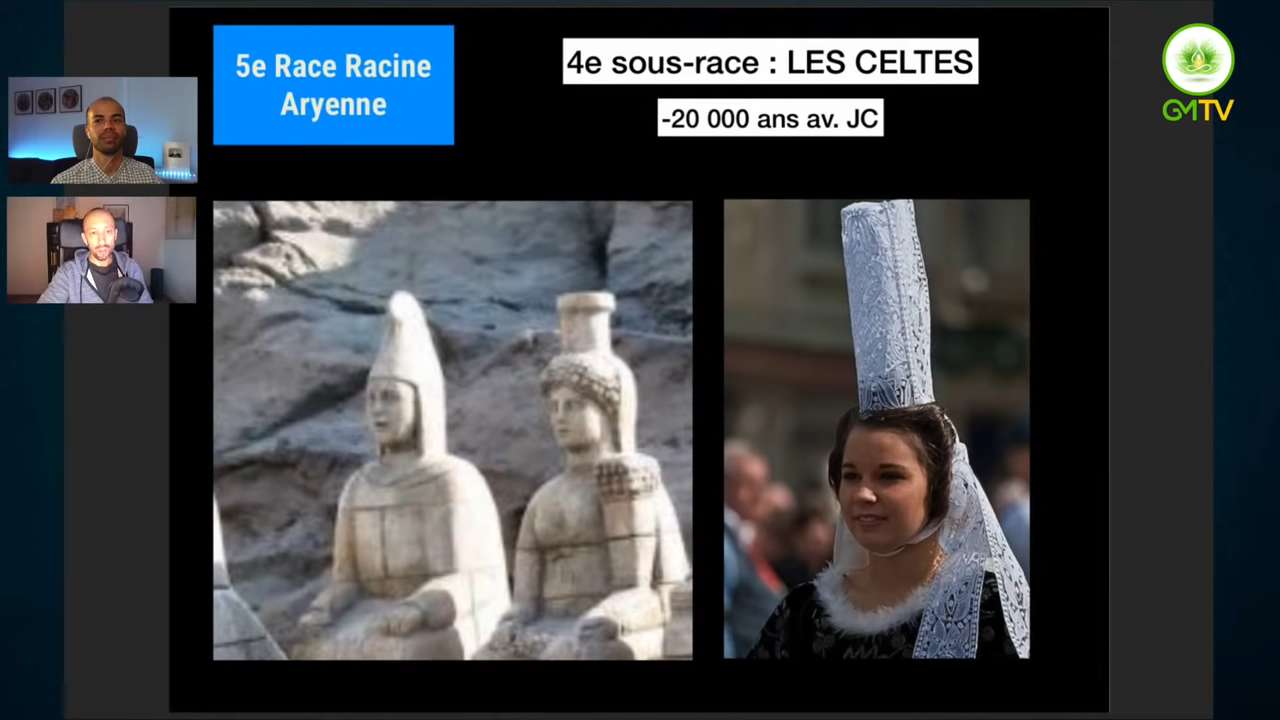 5e Race Racine
Aryenne
4e sous-race : LES CELTES
-20 000 ans av. JC
GMTV